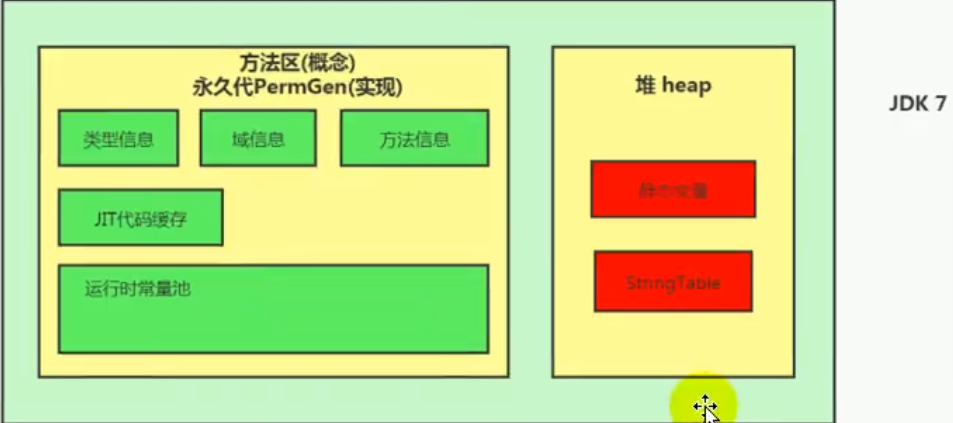 方法区(概念)
永久代PermGen(实现)
堆 heap
JDK 7
类型信息
域信息
方法信息
静态变量
JIT代码缓存
StringTable
运行时常量池